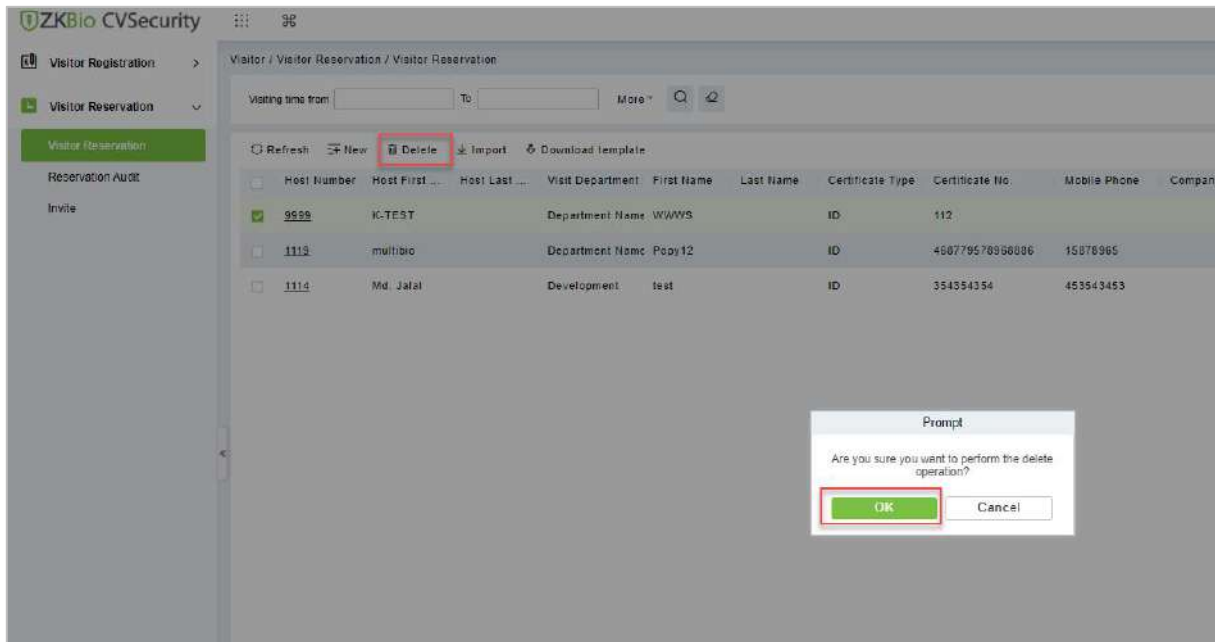 ZKBio CVSecurity
Visitor Registration
Visitor / Visitor Reservation / Visitor Reservation
Visitor Reservation
Visiting time from To More
Visitor Reservation
Refresh New Delete Import Download template
Reservation Audit
Host Number Host First ... Host Last ... Visit Department First Name Last Name Certificate Type Certificate No. Mobile Phone Compan
Invite
9999 K-TEST Department Name WWWS ID 112
1119 multibio Department Name Popy12 ID
1114 Md. Jalal Development test ID 354354354 453543453
Prompt
Are you sure you want to perform the delete
operation?
OK Cancel